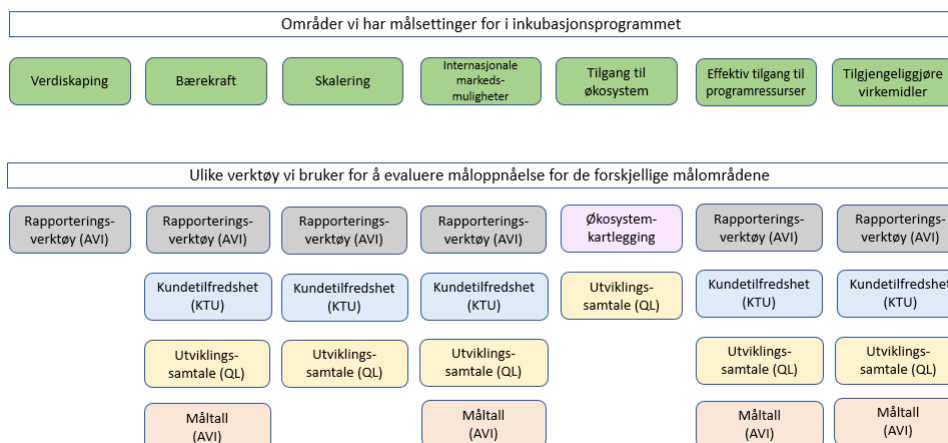 Områder vi har målsettinger for i inkubasjonsprogrammet
Verdiskaping
Bærekraft
Skalering
Internasjonale
markeds-
muligheter
Tilgang til
økosystem
Effektiv tilgang til
programressurser
Tilgjengeliggjøre
virkemidler
Ulike verktøy vi bruker for å evaluere måloppnåelse for de forskjellige målområdene
Rapporterings-
verktøy (AVI)
Rapporterings-
verktøy (AVI)
Rapporterings-
verktøy (AVI)
Rapporterings-
verktøy (AVI)
Økosystem-
kartlegging
Rapporterings-
verktøy (AVI)
Rapporterings-
verktøy (AVI)
Kundetilfredshet
(KTU)
Kundetilfredshet
(KTU)
Kundetilfredshet
(KTU)
Utviklings-
samtale (QL)
Kundetilfredshet
(KTU)
Kundetilfredshet
(KTU)
Utviklings-
samtale (QL)
Utviklings-
samtale (QL)
Utviklings-
samtale (QL)
Utviklings-
samtale (QL)
Utviklings-
samtale (QL)
Måltall
(AVI)
Måltall
(AVI)
Måltall
(AVI)
Måltall
(AVI)